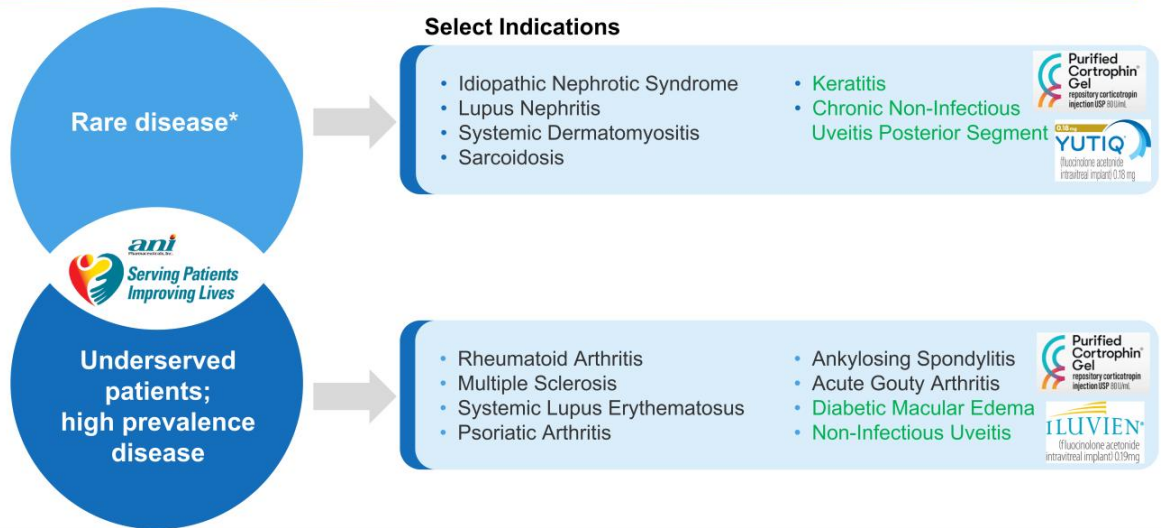 Select Indications
Rare disease*
• Idiopathic Nephrotic Syndrome
• Lupus Nephritis
• Systemic Dermatomyositis
• Sarcoidosis
• Keratitis
• Chronic Non-Infectious
Uveitis Posterior Segment
Purified
Cortrophin®
Gel
repository corticotropin
injection USP 80 U/mL
0.18 mg
YUTIQ®
(fluocinolone acetonide
intravitreal implant) 0.18 mg
ani
Pharmaceuticals, Inc.
Serving Patients
Improving Lives
Underserved
patients;
high prevalence
disease
• Rheumatoid Arthritis
• Multiple Sclerosis
• Systemic Lupus Erythematosus
• Psoriatic Arthritis
• Ankylosing Spondylitis
• Acute Gouty Arthritis
• Diabetic Macular Edema
• Non-Infectious Uveitis
Purified
Cortrophin®
Gel
repository corticotropin
injection USP 80 U/mL
ILUVIEN®
(fluocinolone acetonide
intravitreal implant) 0.19mg